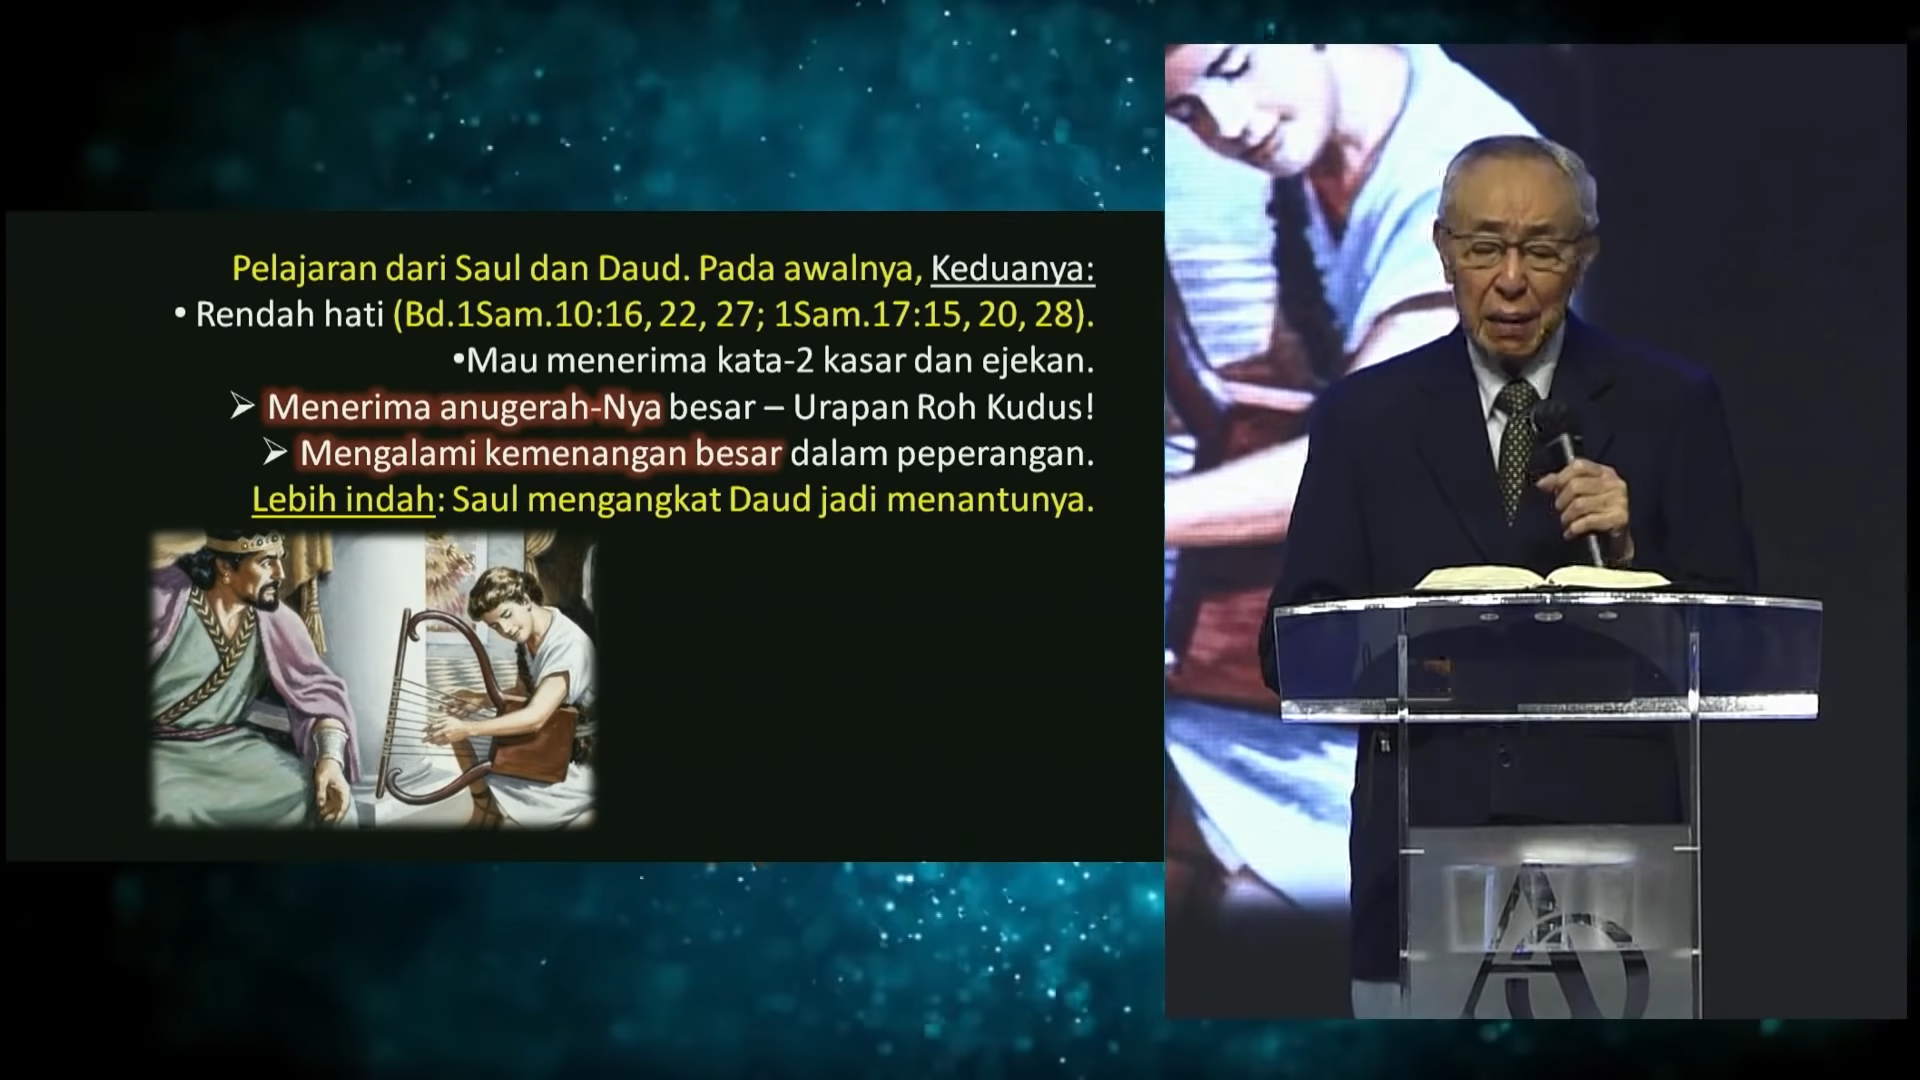 Pelajaran dari Saul dan Daud. Pada awalnya, Keduanya:
• Rendah hati (Bd.1Sam.10:16, 22, 27; 1Sam.17:15, 20, 28).
•Mau menerima kata-2 kasar dan ejekan.
➢ Menerima anugerah-Nya besar – Urapan Roh Kudus!
➢ Mengalami kemenangan besar dalam peperangan.
Lebih indah: Saul mengangkat Daud jadi menantunya.